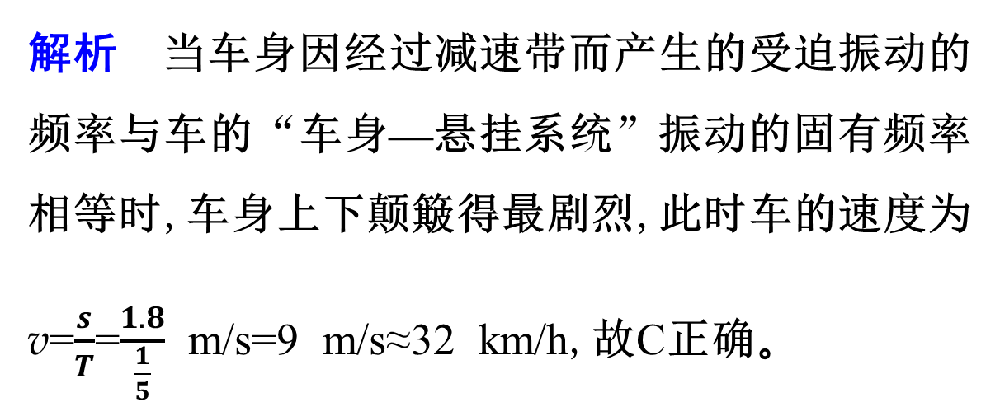 解析 当车身因经过减速带而产生的受迫振动的
频率与车的“车身—悬挂系统”振动的固有频率
相等时,车身上下颠簸得最剧烈,此时车的速度为
v=\frac{s}{T}=\frac{1.8}{\frac{1}{5}} m/s=9 m/s≈32 km/h,故C正确。